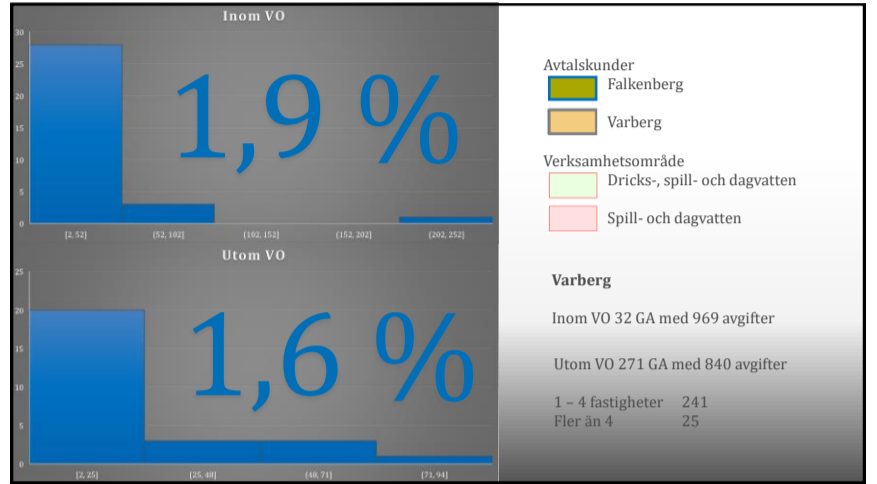 Inom VO
30
25
20
15
10
5
0
1,9 %
[2, 52]
(52, 102]
(102, 152]
(152, 202]
(202, 252]
Utom VO
25
20
15
10
5
0
1,6 %
[2, 25]
(25, 48]
(48, 71]
(71, 94]
Avtalskunder
Falkenberg
Varberg
Verksamhetsområde
Dricks-, spill- och dagvatten
Spill- och dagvatten
Varberg
Inom VO 32 GA med 969 avgifter
Utom VO 271 GA med 840 avgifter
1 – 4 fastigheter 241
Fler än 4 25